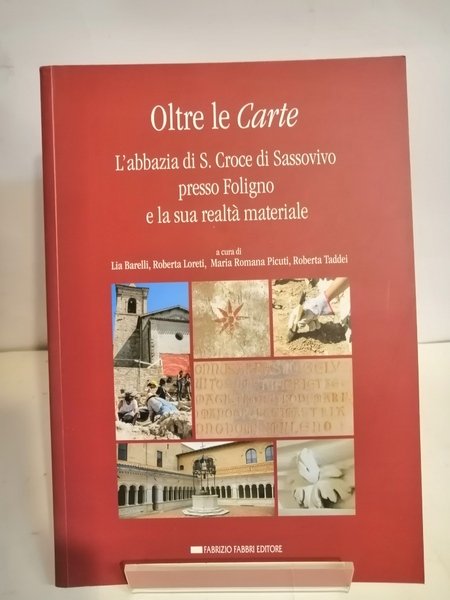 Oltre le Carte
L'abbazia di S. Croce di Sassovivo
presso Foligno
e la sua realtà materiale
a cura di
Lia Barelli, Roberta Loreti, Maria Romana Picuti, Roberta Taddei
FABRIZIO FABBRI EDITORE